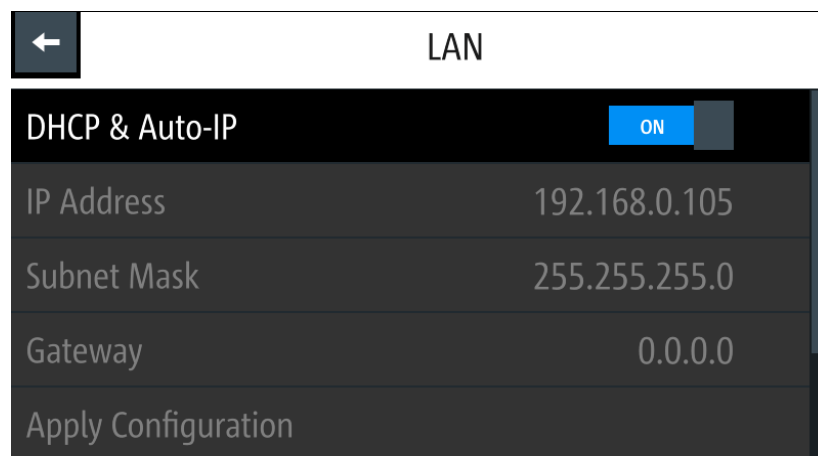 LAN
DHCP & Auto-IP ON
IP Address 192.168.0.105
Subnet Mask 255.255.255.0
Gateway 0.0.0.0
Apply Configuration